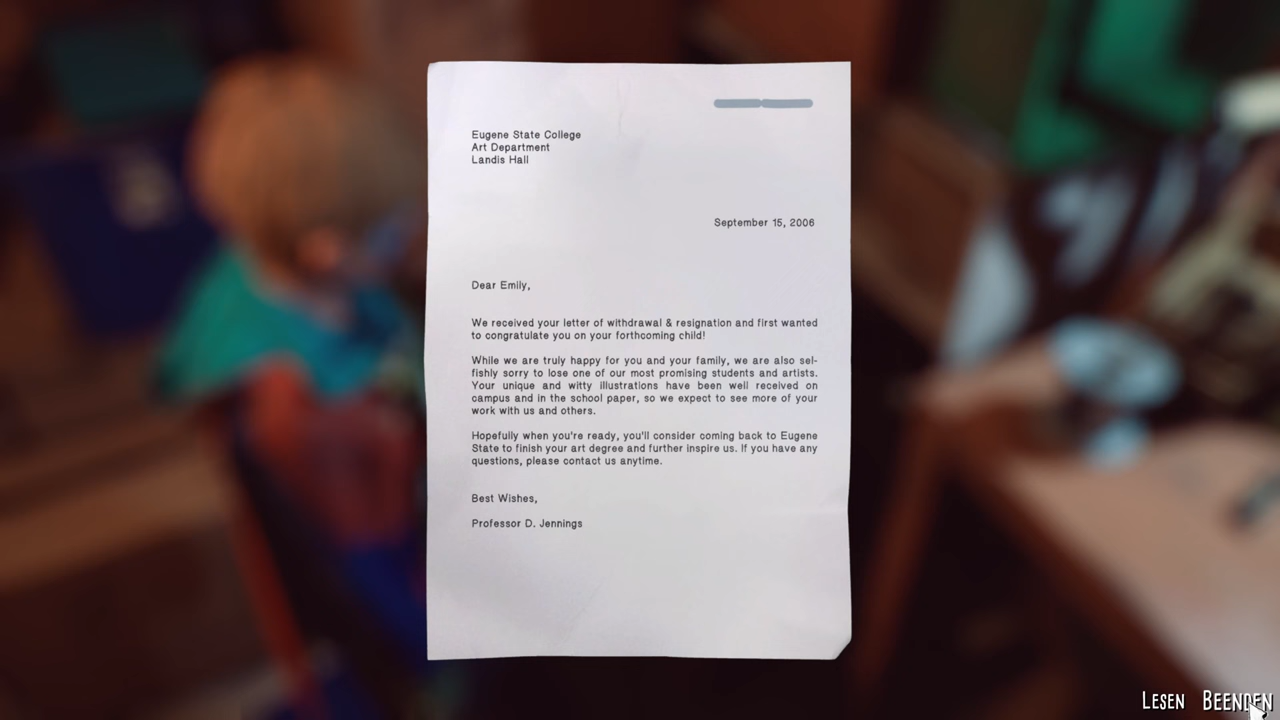 Eugene State College
Art Department
Landis Hall
September 15, 2006
Dear Emily,
We received your letter of withdrawal & resignation and first wanted
to congratulate you on your forthcoming child!
While we are truly happy for you and your family, we are also sel-
fishly sorry to lose one of our most promising students and artists.
Your unique and witty illustrations have been well received on
campus and in the school paper, so we expect to see more of your
work with us and others.
Hopefully when you're ready, you'll consider coming back to Eugene
State to finish your art degree and further inspire us. If you have any
questions, please contact us anytime.
Best Wishes,
Professor D. Jennings
Lesen Beenden